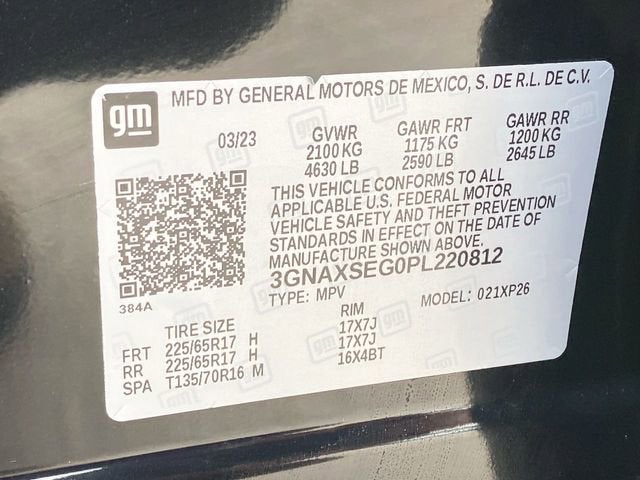 gm
MFD BY GENERAL MOTORS DE MEXICO, S. DE R.L. DE C.V.
03/23 GVWR GAWR FRT GAWR RR
2100 KG 1175 KG 1200 KG
4630 LB 2590 LB 2645 LB
THIS VEHICLE CONFORMS TO ALL
APPLICABLE U.S. FEDERAL MOTOR
VEHICLE SAFETY AND THEFT PREVENTION
STANDARDS IN EFFECT ON THE DATE OF
MANUFACTURE SHOWN ABOVE.
3GNAXSEG0PL220812
TYPE: MPV MODEL: 021XP26
384A
TIRE SIZE RIM
FRT 225/65R17 H 17X7J
RR 225/65R17 H 17X7J
SPA T135/70R16 M 16X4BT